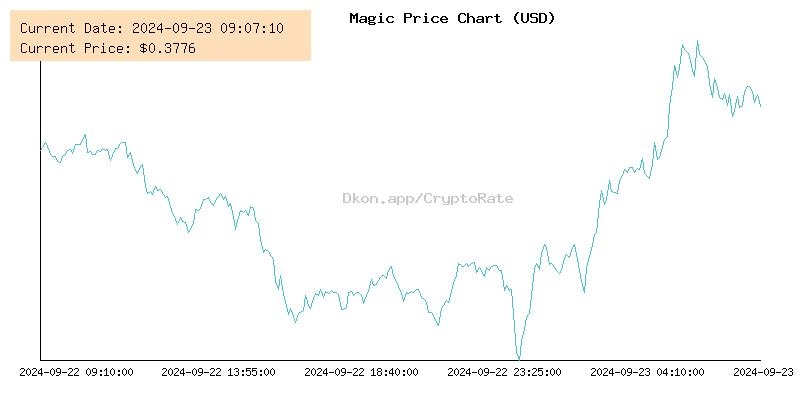 Magic Price Chart (USD)
Current Date: 2024-09-23 09:07:10
Current Price: $0.3776
Dkon.app/CryptoRate
2024-09-22 09:10:00 2024-09-22 13:55:00 2024-09-22 18:40:00 2024-09-22 23:25:00 2024-09-23 04:10:00 2024-09-23